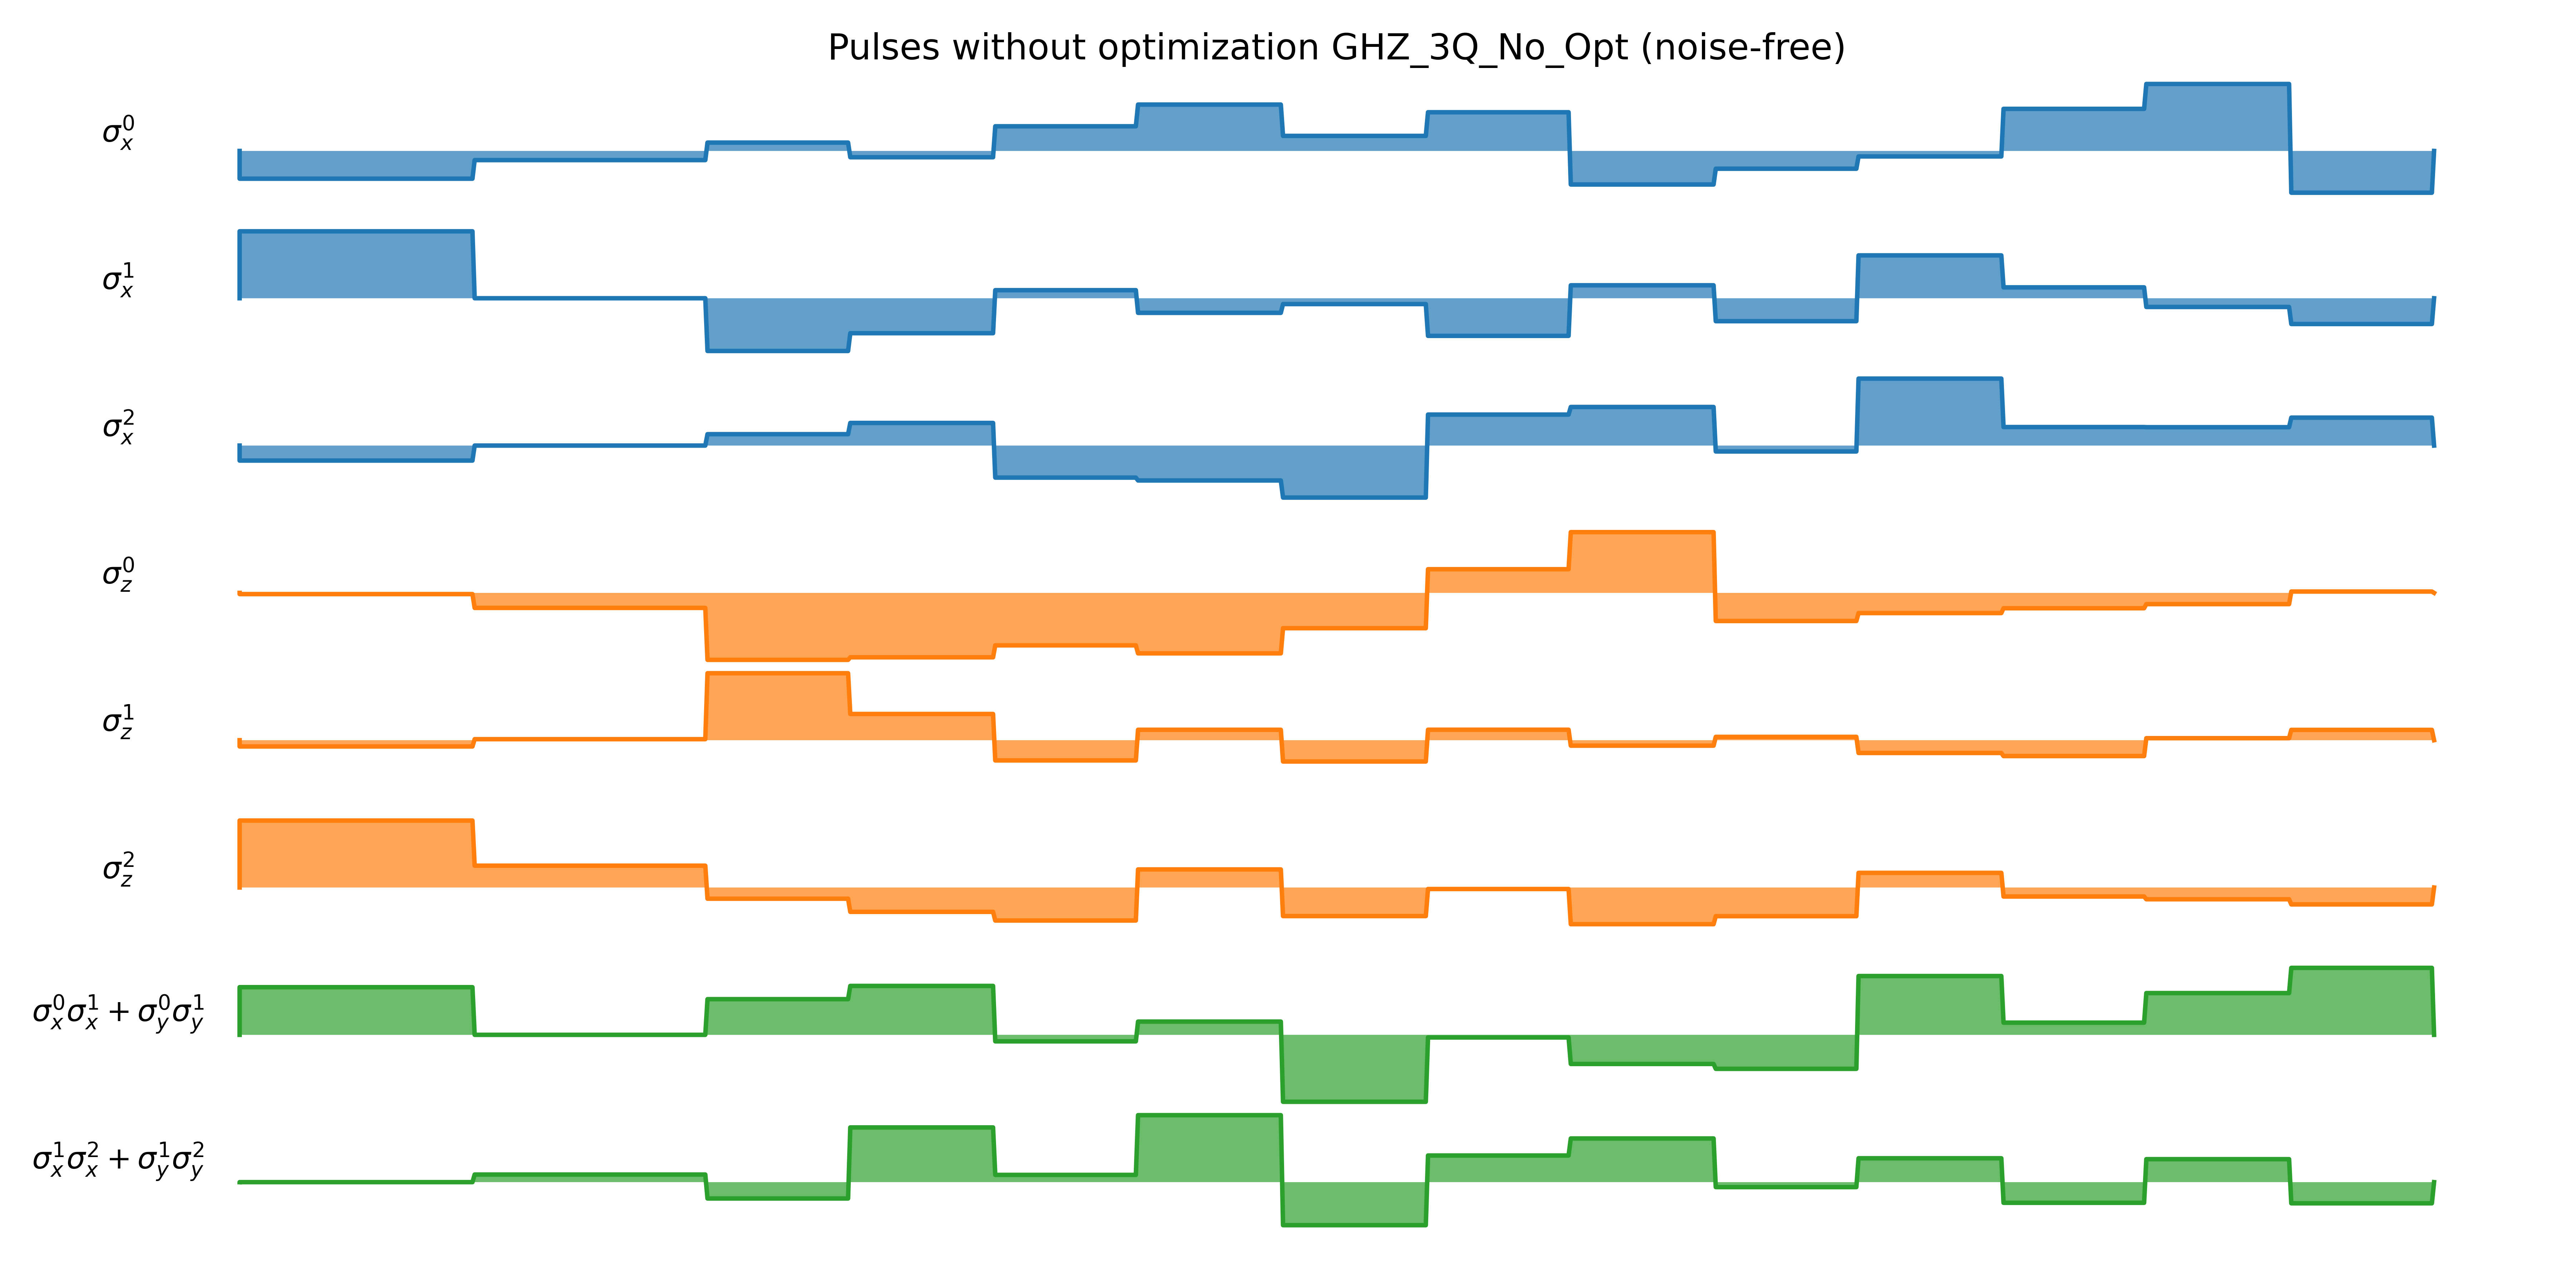 Pulses without optimization GHZ_3Q_No_Opt (noise-free)
σ_x^0
σ_x^1
σ_x^2
σ_z^0
σ_z^1
σ_z^2
σ_x^0σ_x^1 + σ_y^0σ_y^1
σ_x^1σ_x^2 + σ_y^1σ_y^2